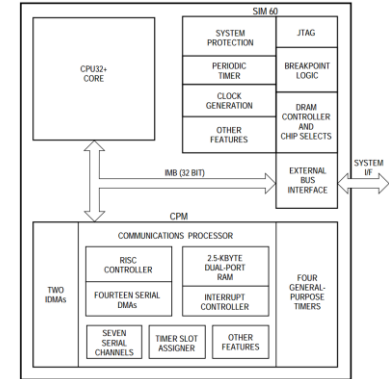 SIM 60
CPU32+
CORE
SYSTEM
PROTECTION
PERIODIC
TIMER
CLOCK
GENERATION
OTHER
FEATURES
JTAG
BREAKPOINT
LOGIC
DRAM
CONTROLLER
AND
CHIP SELECTS
EXTERNAL
BUS
INTERFACE
SYSTEM
I/F
IMB (32 BIT)
CPM
COMMUNICATIONS PROCESSOR
TWO
IDMAs
RISC
CONTROLLER
FOURTEEN SERIAL
DMAs
2.5-KBYTE
DUAL-PORT
RAM
INTERRUPT
CONTROLLER
SEVEN
SERIAL
CHANNELS
TIMER SLOT
ASSIGNER
OTHER
FEATURES
FOUR
GENERAL-
PURPOSE
TIMERS